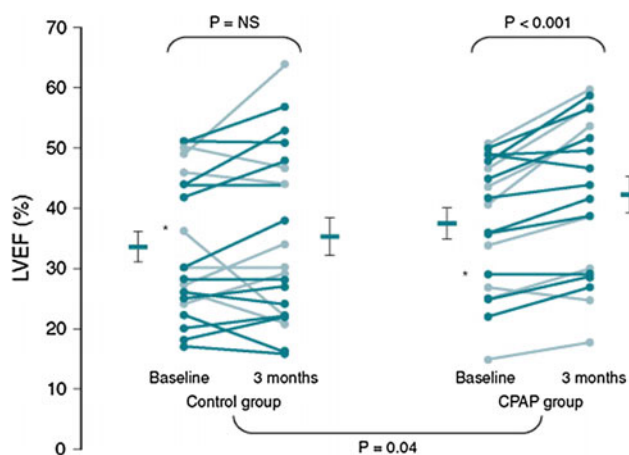 70
60
50
40
30
20
10
0
LVEF (%)
P = NS
P < 0.001
*
*
Baseline 3 months
Baseline 3 months
Control group
CPAP group
P = 0.04